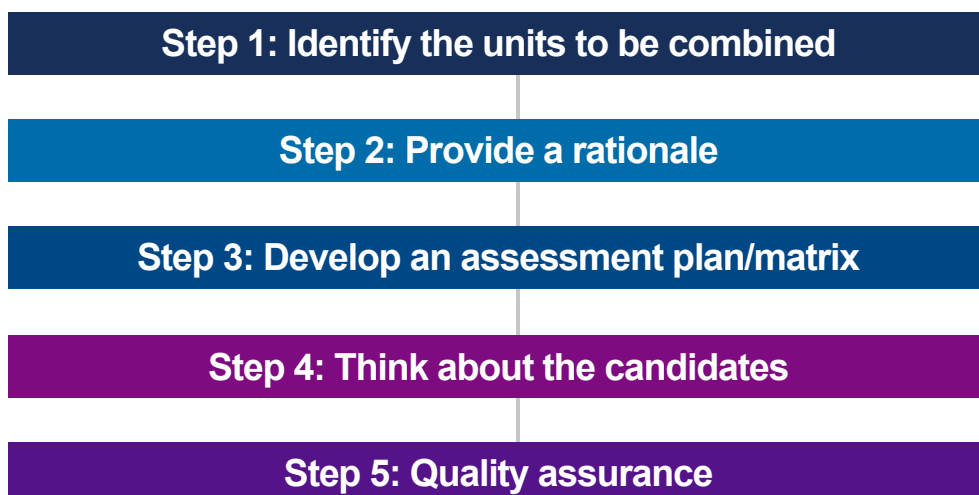 Step 1: Identify the units to be combined
Step 2: Provide a rationale
Step 3: Develop an assessment plan/matrix
Step 4: Think about the candidates
Step 5: Quality assurance